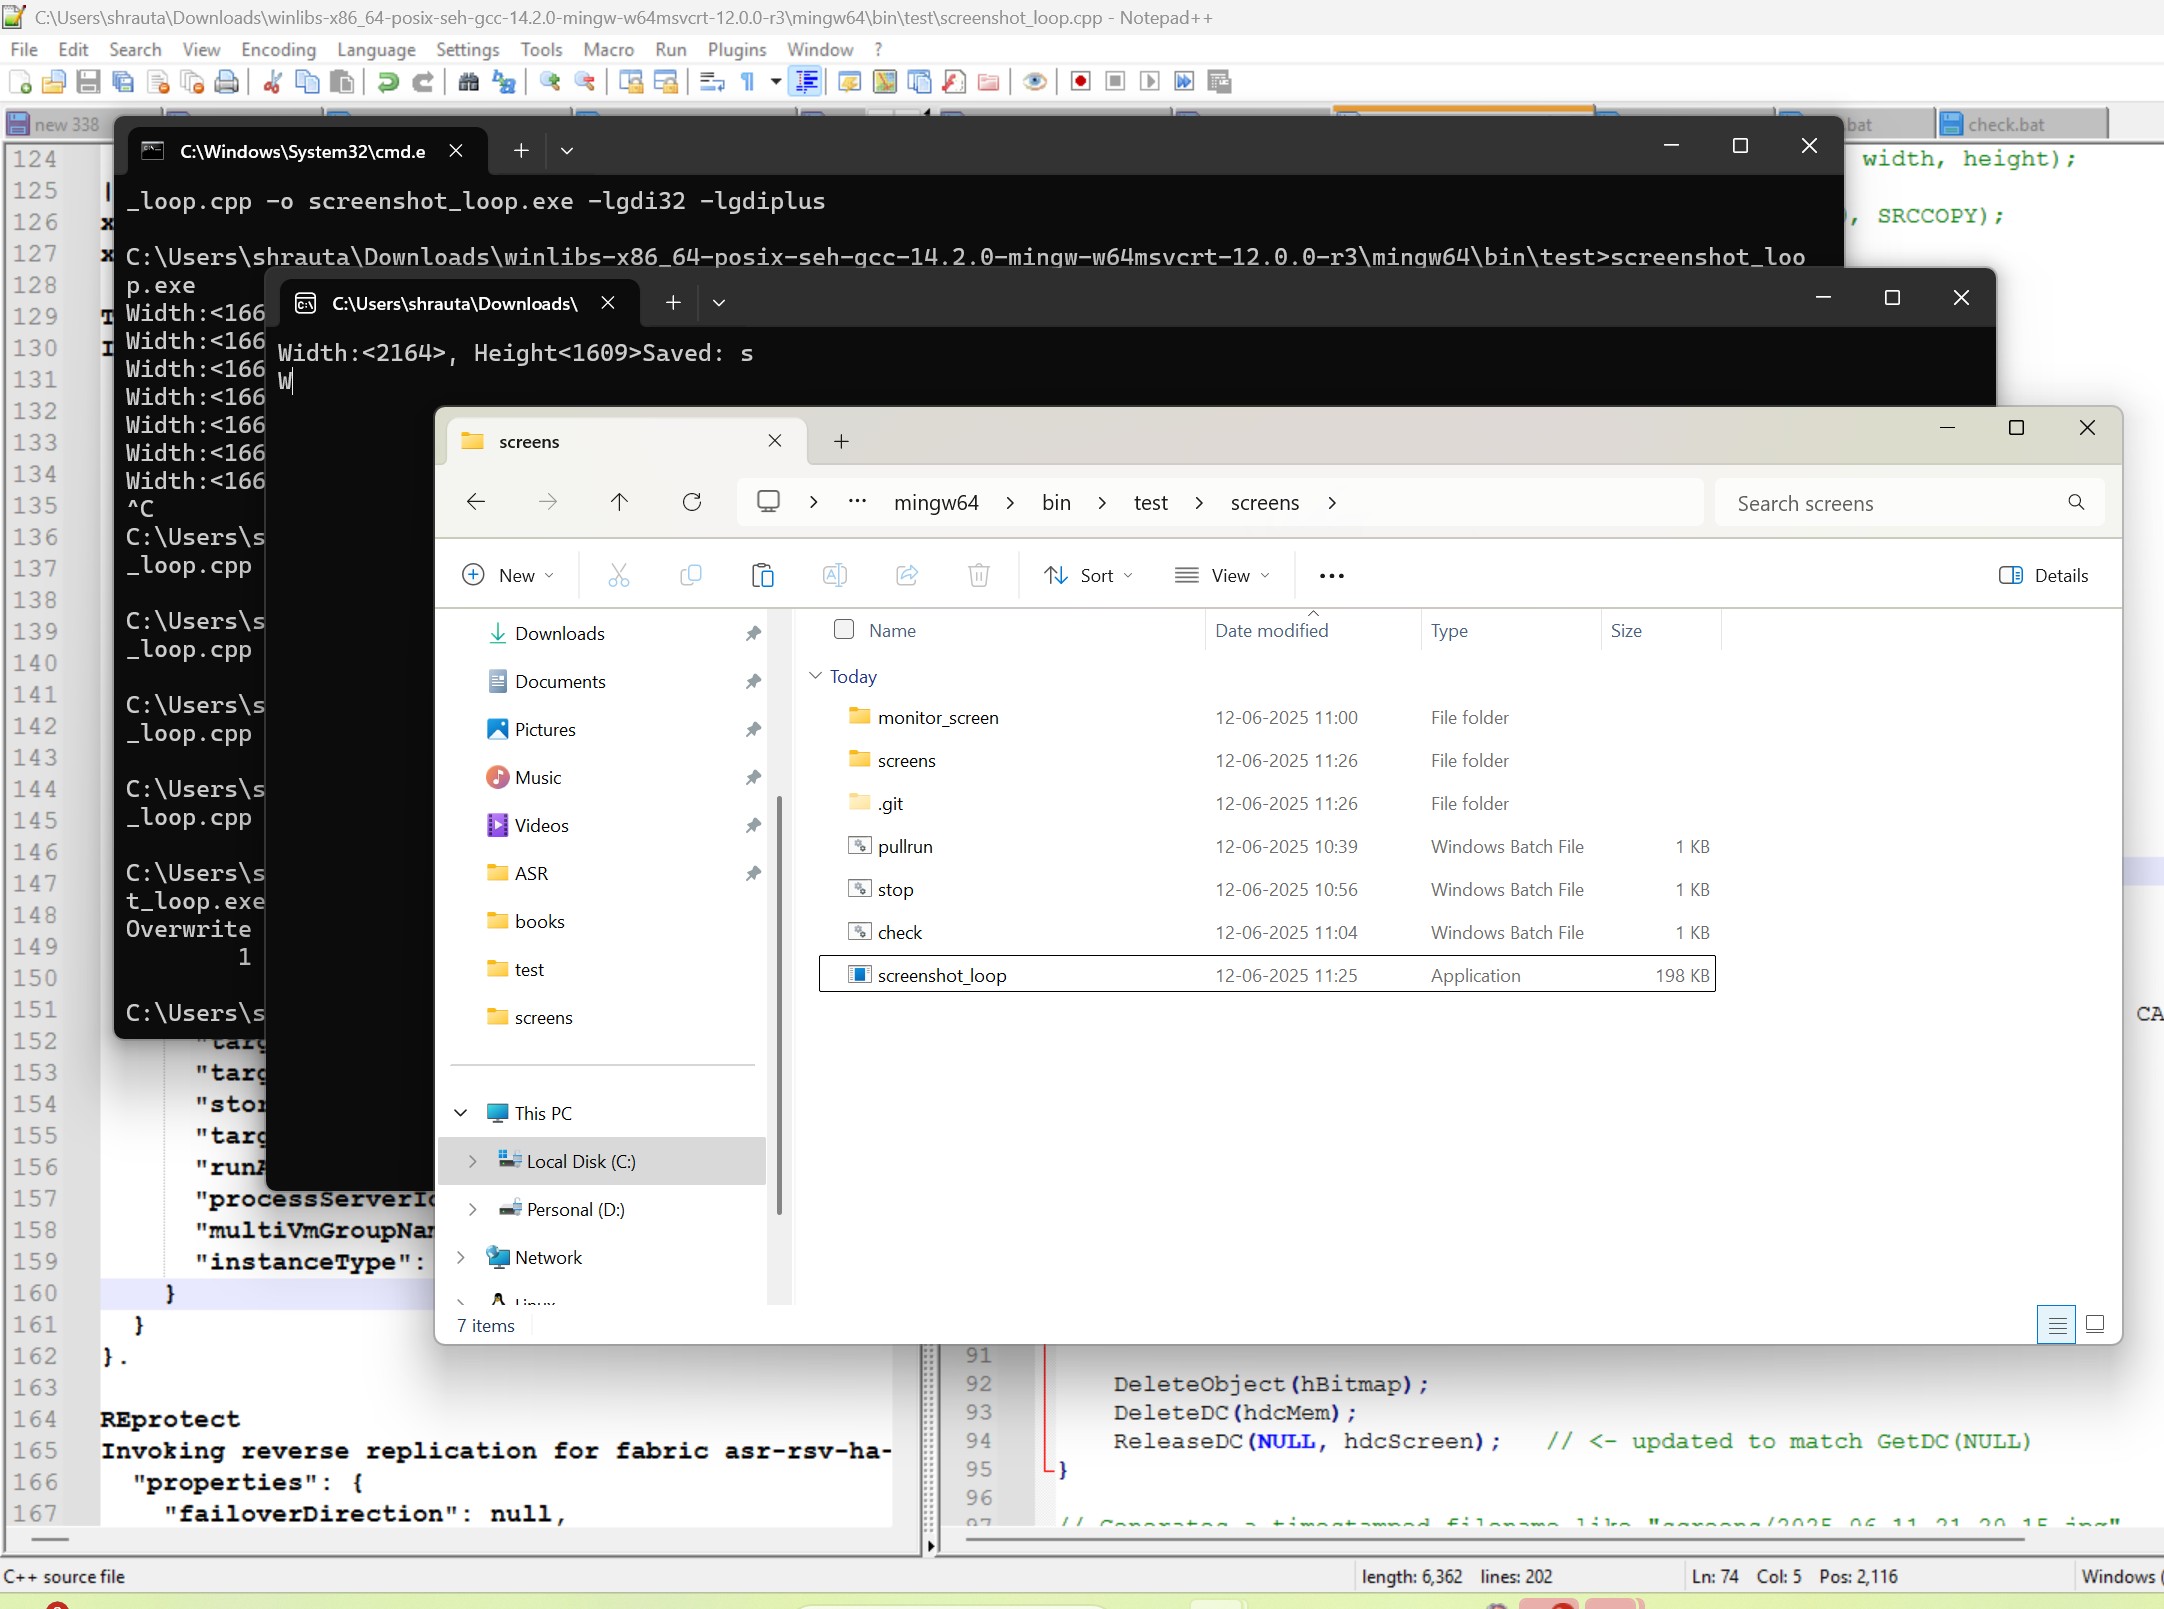 C:\Users\shrauta\Downloads\winlibs-x86_64-posix-seh-gcc-14.2.0-mingw-w64msvcrt-12.0.0-r3\mingw64\bin\test\screenshot_loop.cpp - Notepad++
File Edit Search View Encoding Language Settings Tools Macro Run Plugins Window ?
new 338
bat
check.bat
C:\Windows\System32\cmd.e
_loop.cpp -o screenshot_loop.exe -lgdi32 -lgdiplus
C:\Users\shrauta\Downloads\winlibs-x86_64-posix-seh-gcc-14.2.0-mingw-w64msvcrt-12.0.0-r3\mingw64\bin\test>screenshot_loo
p.exe
Width:<166
Width:<166
Width:<166
Width:<166
Width:<166
Width:<166
Width:<166
^C
C:\Users\s
_loop.cpp
C:\Users\s
_loop.cpp
C:\Users\s
_loop.cpp
C:\Users\s
_loop.cpp
C:\Users\s
t_loop.exe
Overwrite
1
C:\Users\s
C:\Users\shrauta\Downloads\
Width:<2164>, Height<1609>Saved: s
W
screens
mingw64 > bin > test > screens >
Search screens
New
Sort
View
Details
Downloads
Documents
Pictures
Music
Videos
ASR
books
test
screens
This PC
Local Disk (C:)
Personal (D:)
Network
Linux
7 items
Name Date modified Type Size
Today
monitor_screen 12-06-2025 11:00 File folder
screens 12-06-2025 11:26 File folder
.git 12-06-2025 11:26 File folder
pullrun 12-06-2025 10:39 Windows Batch File 1 KB
stop 12-06-2025 10:56 Windows Batch File 1 KB
check 12-06-2025 11:04 Windows Batch File 1 KB
screenshot_loop 12-06-2025 11:25 Application 198 KB
width, height);
, SRCCOPY);
CA
124
125 |
126 x
127 x
128
129 T
130 I
131
132
133
134
135
136
137
138
139
140
141
142
143
144
145
146
147
148
149
150
151
152 "targ
153 "targ
154 "stor
155 "targ
156 "runA
157 "processServerId
158 "multiVmGroupNam
159 "instanceType":
160 }
161 }
162 }.
163
164 REprotect
165 Invoking reverse replication for fabric asr-rsv-ha-
166 "properties": {
167 "failoverDirection": null,
91
92 DeleteObject(hBitmap);
93 DeleteDC(hdcMem);
94 ReleaseDC(NULL, hdcScreen); // <- updated to match GetDC(NULL)
95 }
96
97 // Generates a timestamped filename like "screens/2025-06-11_21-20-15.jpg"
C++ source file
length: 6,362 lines: 202
Ln: 74 Col: 5 Pos: 2,116
Windows (